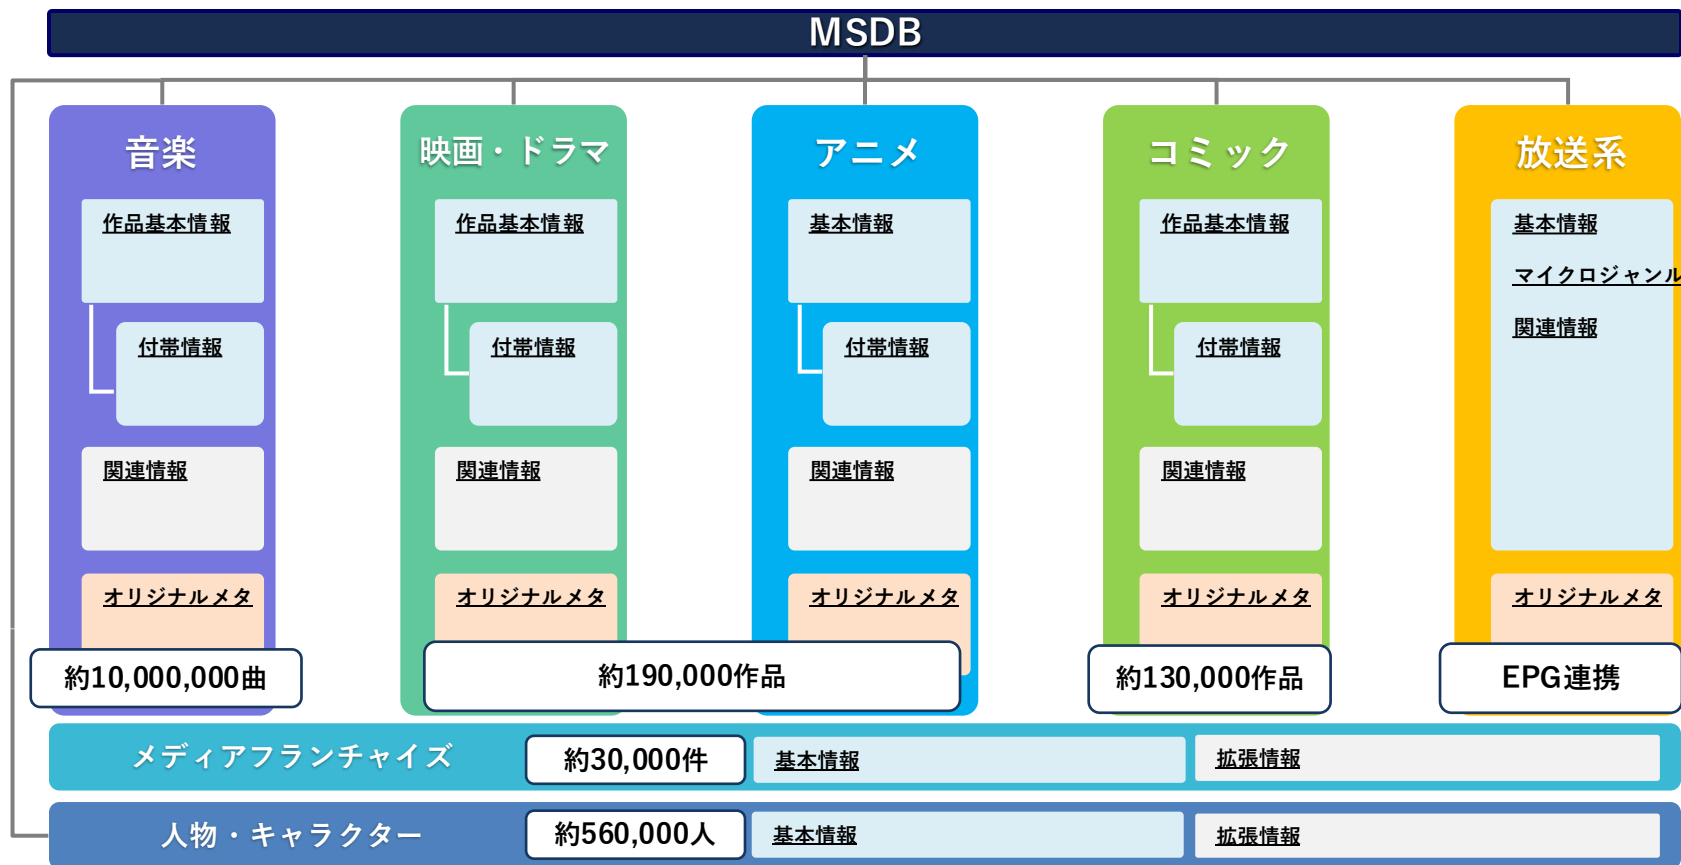 MSDB
音楽
作品基本情報
付帯情報
関連情報
オリジナルメタ
約10,000,000曲
映画・ドラマ
作品基本情報
付帯情報
関連情報
オリジナルメタ
アニメ
基本情報
付帯情報
関連情報
オリジナルメタ
約190,000作品
コミック
作品基本情報
付帯情報
関連情報
オリジナルメタ
約130,000作品
放送系
基本情報
マイクロジャンル
関連情報
オリジナルメタ
EPG連携
メディアフランチャイズ
約30,000件
基本情報
拡張情報
人物・キャラクター
約560,000人
基本情報
拡張情報